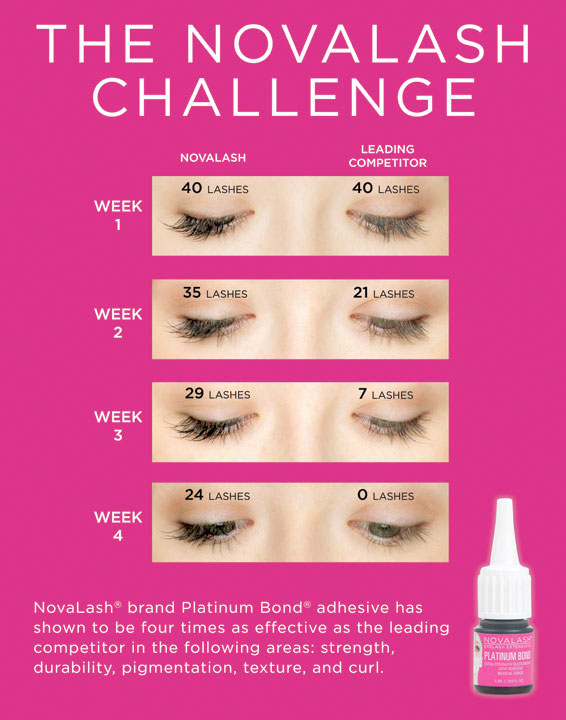 THE NOVALASH
CHALLENGE
NOVALASH
LEADING
COMPETITOR
WEEK
1
40 LASHES
40 LASHES
WEEK
2
35 LASHES
21 LASHES
WEEK
3
29 LASHES
7 LASHES
WEEK
4
24 LASHES
0 LASHES
NovaLash® brand Platinum Bond® adhesive has
shown to be four times as effective as the leading
competitor in the following areas: strength,
durability, pigmentation, texture, and curl.
NOVALASH
EYELASH EXTENSIONS
PLATINUM BOND